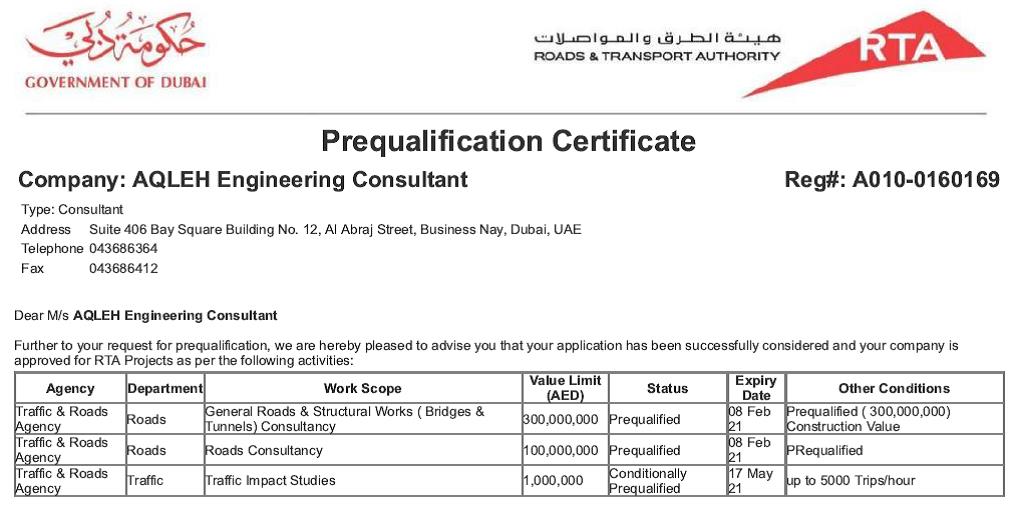 حكومة دبي
GOVERNMENT OF DUBAI
هيئة الطرق والمواصلات
ROADS & TRANSPORT AUTHORITY
RTA
Prequalification Certificate
Company: AQLEH Engineering Consultant Reg#: A010-0160169
Type: Consultant
Address Suite 406 Bay Square Building No. 12, Al Abraj Street, Business Nay, Dubai, UAE
Telephone 043686364
Fax 043686412
Dear M/s AQLEH Engineering Consultant
Further to your request for prequalification, we are hereby pleased to advise you that your application has been successfully considered and your company is
approved for RTA Projects as per the following activities:
Agency Department Work Scope Value Limit (AED) Status Expiry Date Other Conditions
Traffic & Roads Agency Roads General Roads & Structural Works ( Bridges & Tunnels) Consultancy 300,000,000 Prequalified 08 Feb 21 Prequalified ( 300,000,000) Construction Value
Traffic & Roads Agency Roads Roads Consultancy 100,000,000 Prequalified 08 Feb 21 PRequalified
Traffic & Roads Agency Traffic Traffic Impact Studies 1,000,000 Conditionally Prequalified 17 May 21 up to 5000 Trips/hour